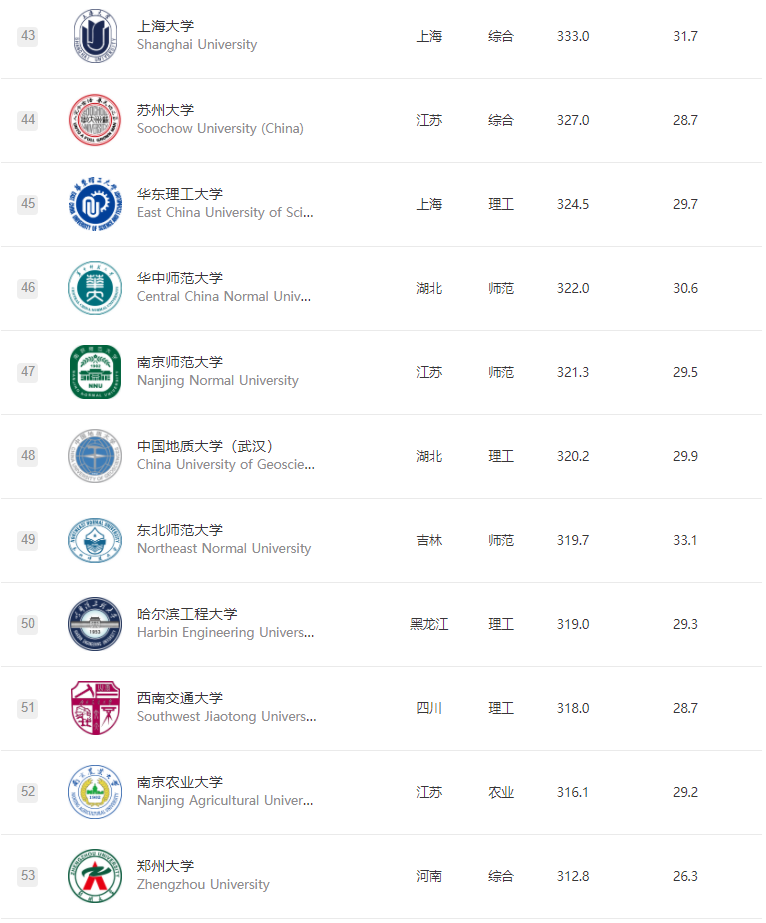 43
上海大学
Shanghai University
上海 综合 333.0 31.7
44
苏州大学
Soochow University (China)
江苏 综合 327.0 28.7
45
华东理工大学
East China University of Sci...
上海 理工 324.5 29.7
46
华中师范大学
Central China Normal Univ...
湖北 师范 322.0 30.6
47
南京师范大学
Nanjing Normal University
江苏 师范 321.3 29.5
48
中国地质大学（武汉）
China University of Geoscie...
湖北 理工 320.2 29.9
49
东北师范大学
Northeast Normal University
吉林 师范 319.7 33.1
50
哈尔滨工程大学
Harbin Engineering Univers...
黑龙江 理工 319.0 29.3
51
西南交通大学
Southwest Jiaotong Univers...
四川 理工 318.0 28.7
52
南京农业大学
Nanjing Agricultural Univer...
江苏 农业 316.1 29.2
53
郑州大学
Zhengzhou University
河南 综合 312.8 26.3